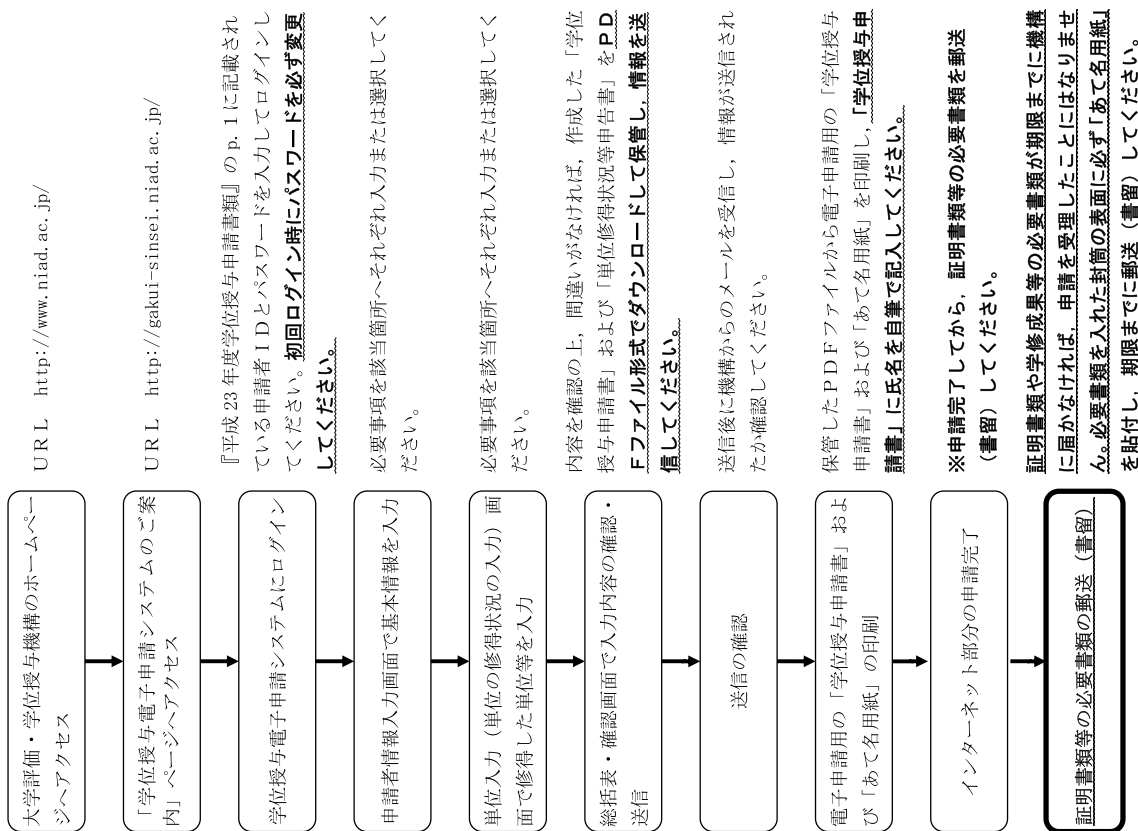 大学評価・学位授与機構のホームペー
ジへアクセス
URL http://www.niad.ac.jp/
「学位授与電子申請システムのご案
内」ページへアクセス
URL http://gakui-sinsei.niad.ac.jp/
学位授与電子申請システムにログイン
『平成 23 年度学位授与申請書類』の p. 1 に記載され
ている申請者IDとパスワードを入力してログインし
てください。初回ログイン時にパスワードを必ず変更
してください。
申請者情報入力画面で基本情報を入力
必要事項を該当箇所へそれぞれ入力または選択してく
ださい。
単位入力（単位の修得状況の入力）画
面で修得した単位等を入力
必要事項を該当箇所へそれぞれ入力または選択してく
ださい。
総括表・確認画面で入力内容の確認・
送信
内容を確認の上，間違いがなければ，作成した「学位
授与申請書」および「単位修得状況等申告書」をPD
Fファイル形式でダウンロードして保管し，情報を送
信してください。
送信の確認
送信後に機構からのメールを受信し，情報が送信され
たか確認してください。
電子申請用の「学位授与申請書」およ
び「あて名用紙」の印刷
保管したPDFファイルから電子申請用の「学位授与
申請書」および「あて名用紙」を印刷し，「学位授与申
請書」に氏名を自筆で記入してください。
インターネット部分の申請完了
※申請完了してから，証明書類等の必要書類を郵送
（書留）してください。
証明書類等の必要書類の郵送（書留）
証明書類や学修成果等の必要書類が期限までに機構
に届かなければ，申請を受理したことにはなりませ
ん。必要書類を入れた封筒の表面に必ず「あて名用紙」
を貼付し，期限までに郵送（書留）してください。